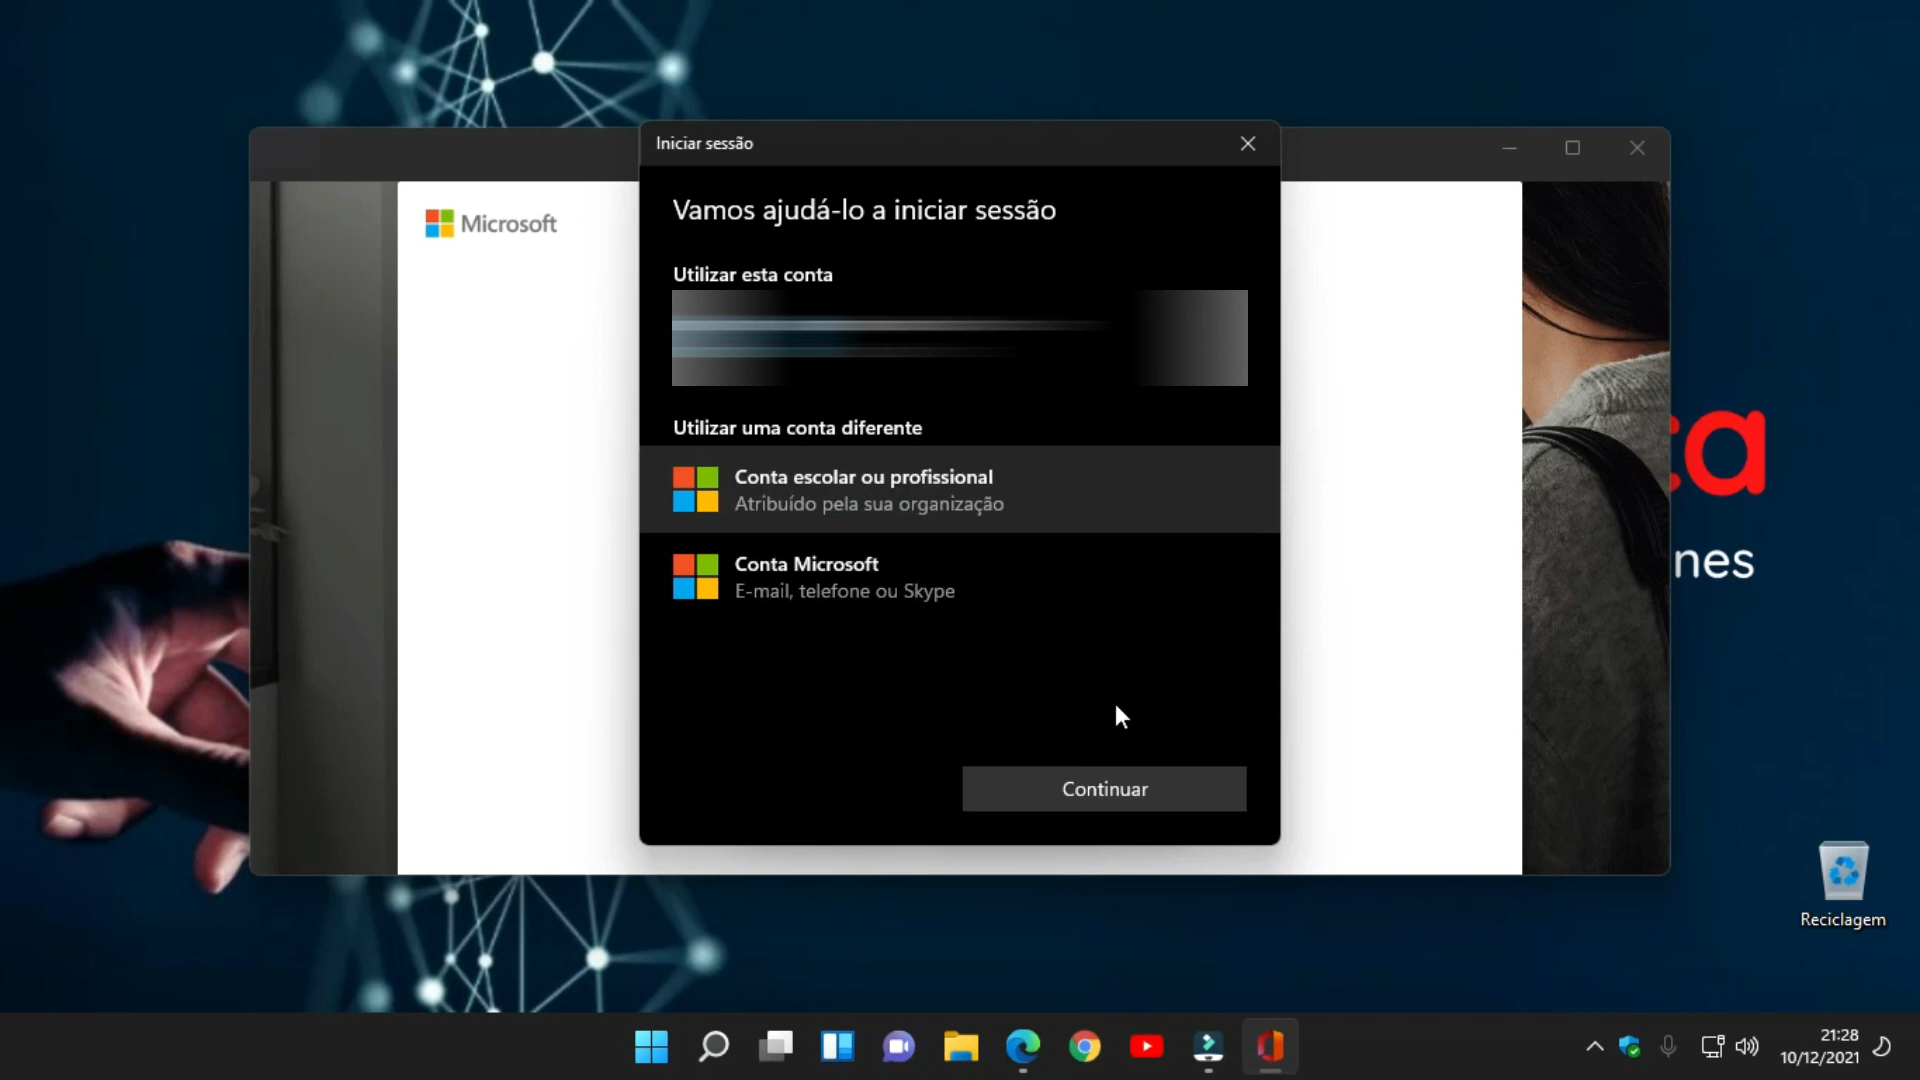 Iniciar sessão
Microsoft
Vamos ajudá-lo a iniciar sessão
Utilizar esta conta
Utilizar uma conta diferente
Conta escolar ou profissional
Atribuído pela sua organização
Conta Microsoft
E-mail, telefone ou Skype
Continuar
a
nes
Reciclagem
21:28
10/12/2021